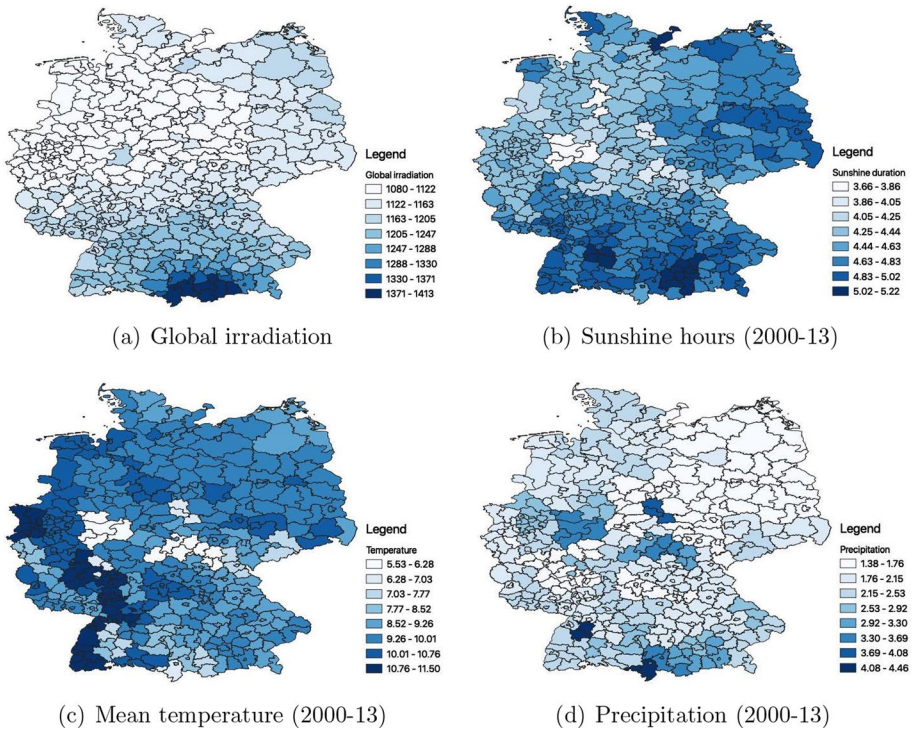 Legend
Global irradiation
1080 - 1122
1122 - 1163
1163 - 1205
1205 - 1247
1247 - 1288
1288 - 1330
1330 - 1371
1371 - 1413
(a) Global irradiation
Legend
Sunshine duration
3.66 - 3.86
3.86 - 4.05
4.05 - 4.25
4.25 - 4.44
4.44 - 4.63
4.63 - 4.83
4.83 - 5.02
5.02 - 5.22
(b) Sunshine hours (2000-13)
Legend
Temperature
5.53 - 6.28
6.28 - 7.03
7.03 - 7.77
7.77 - 8.52
8.52 - 9.26
9.26 - 10.01
10.01 - 10.76
10.76 - 11.50
(c) Mean temperature (2000-13)
Legend
Precipitation
1.38 - 1.76
1.76 - 2.15
2.15 - 2.53
2.53 - 2.92
2.92 - 3.30
3.30 - 3.69
3.69 - 4.08
4.08 - 4.46
(d) Precipitation (2000-13)